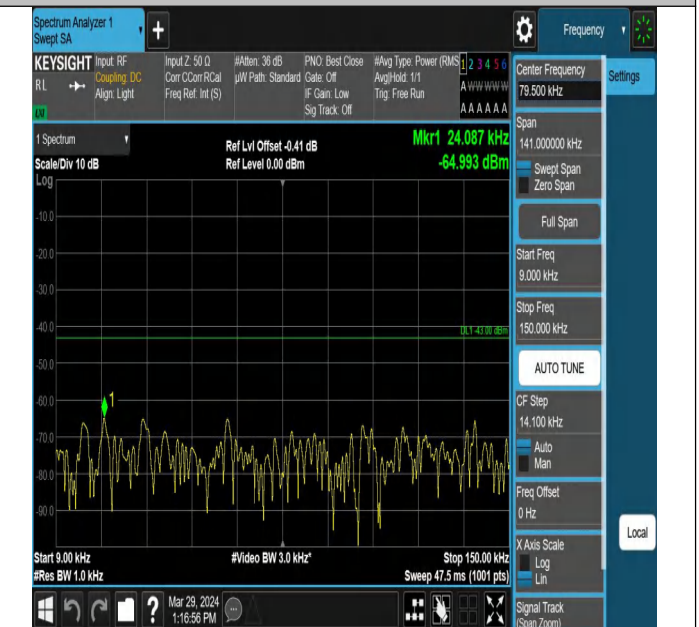 Spectrum Analyzer 1
Swept SA
+
Frequency
KEYSIGHT
RL
Input: RF
Coupling: DC
Align: Light
Input Z: 50 Ω
Corr CCorr RCal
Freq Ref: Int (S)
#Atten: 36 dB
µW Path: Standard
PNO: Best Close
Gate: Off
IF Gain: Low
Sig Track: Off
#Avg Type: Power (RMS
Avg|Hold: 1/1
Trig: Free Run
1 2 3 4 5 6
A W W W W W
A A A A A A
1 Spectrum
Scale/Div 10 dB
Log
Ref Lvl Offset -0.41 dB
Ref Level 0.00 dBm
Mkr1 24.087 kHz
-64.993 dBm
-10.0
-20.0
-30.0
-40.0
DL1 -43.00 dBm
-50.0
-60.0
1
-70.0
-80.0
-90.0
Start 9.00 kHz
#Res BW 1.0 kHz
#Video BW 3.0 kHz*
Stop 150.00 kHz
Sweep 47.5 ms (1001 pts)
?
Mar 29, 2024
1:16:56 PM
Center Frequency
79.500 kHz
Settings
Span
141.000000 kHz
Swept Span
Zero Span
Full Span
Start Freq
9.000 kHz
Stop Freq
150.000 kHz
AUTO TUNE
CF Step
14.100 kHz
Auto
Man
Freq Offset
0 Hz
X Axis Scale
Log
Lin
Local
Signal Track
(Span Zoom)